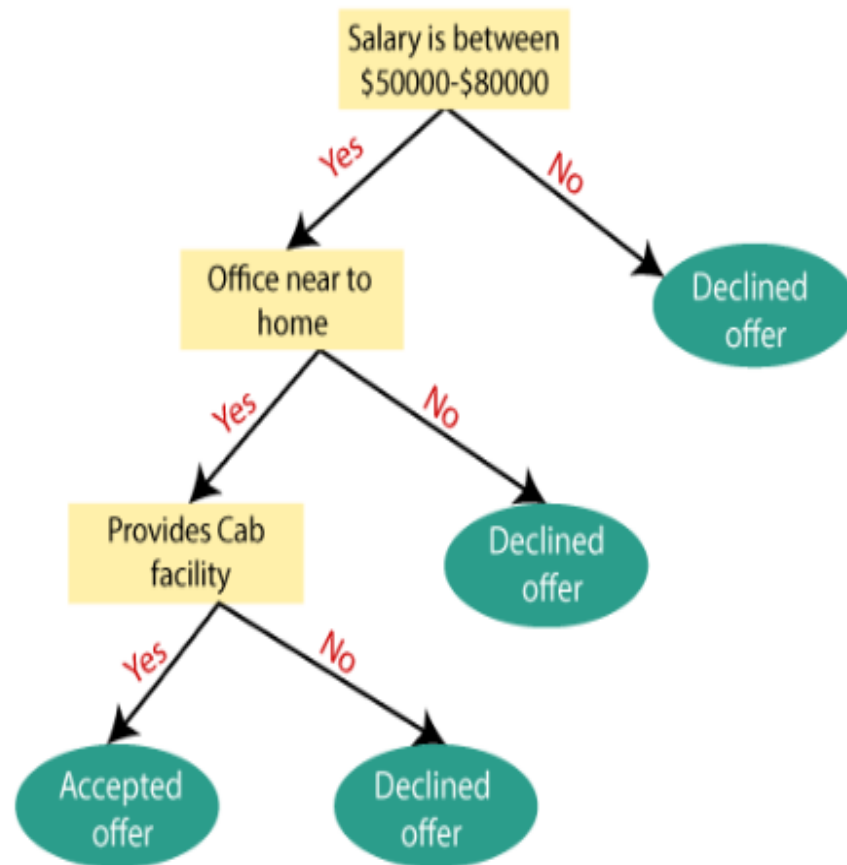 Salary is between
$50000-$80000
Yes
No
Office near to
home
Declined
offer
Yes
No
Provides Cab
facility
Declined
offer
Yes
No
Accepted
offer
Declined
offer